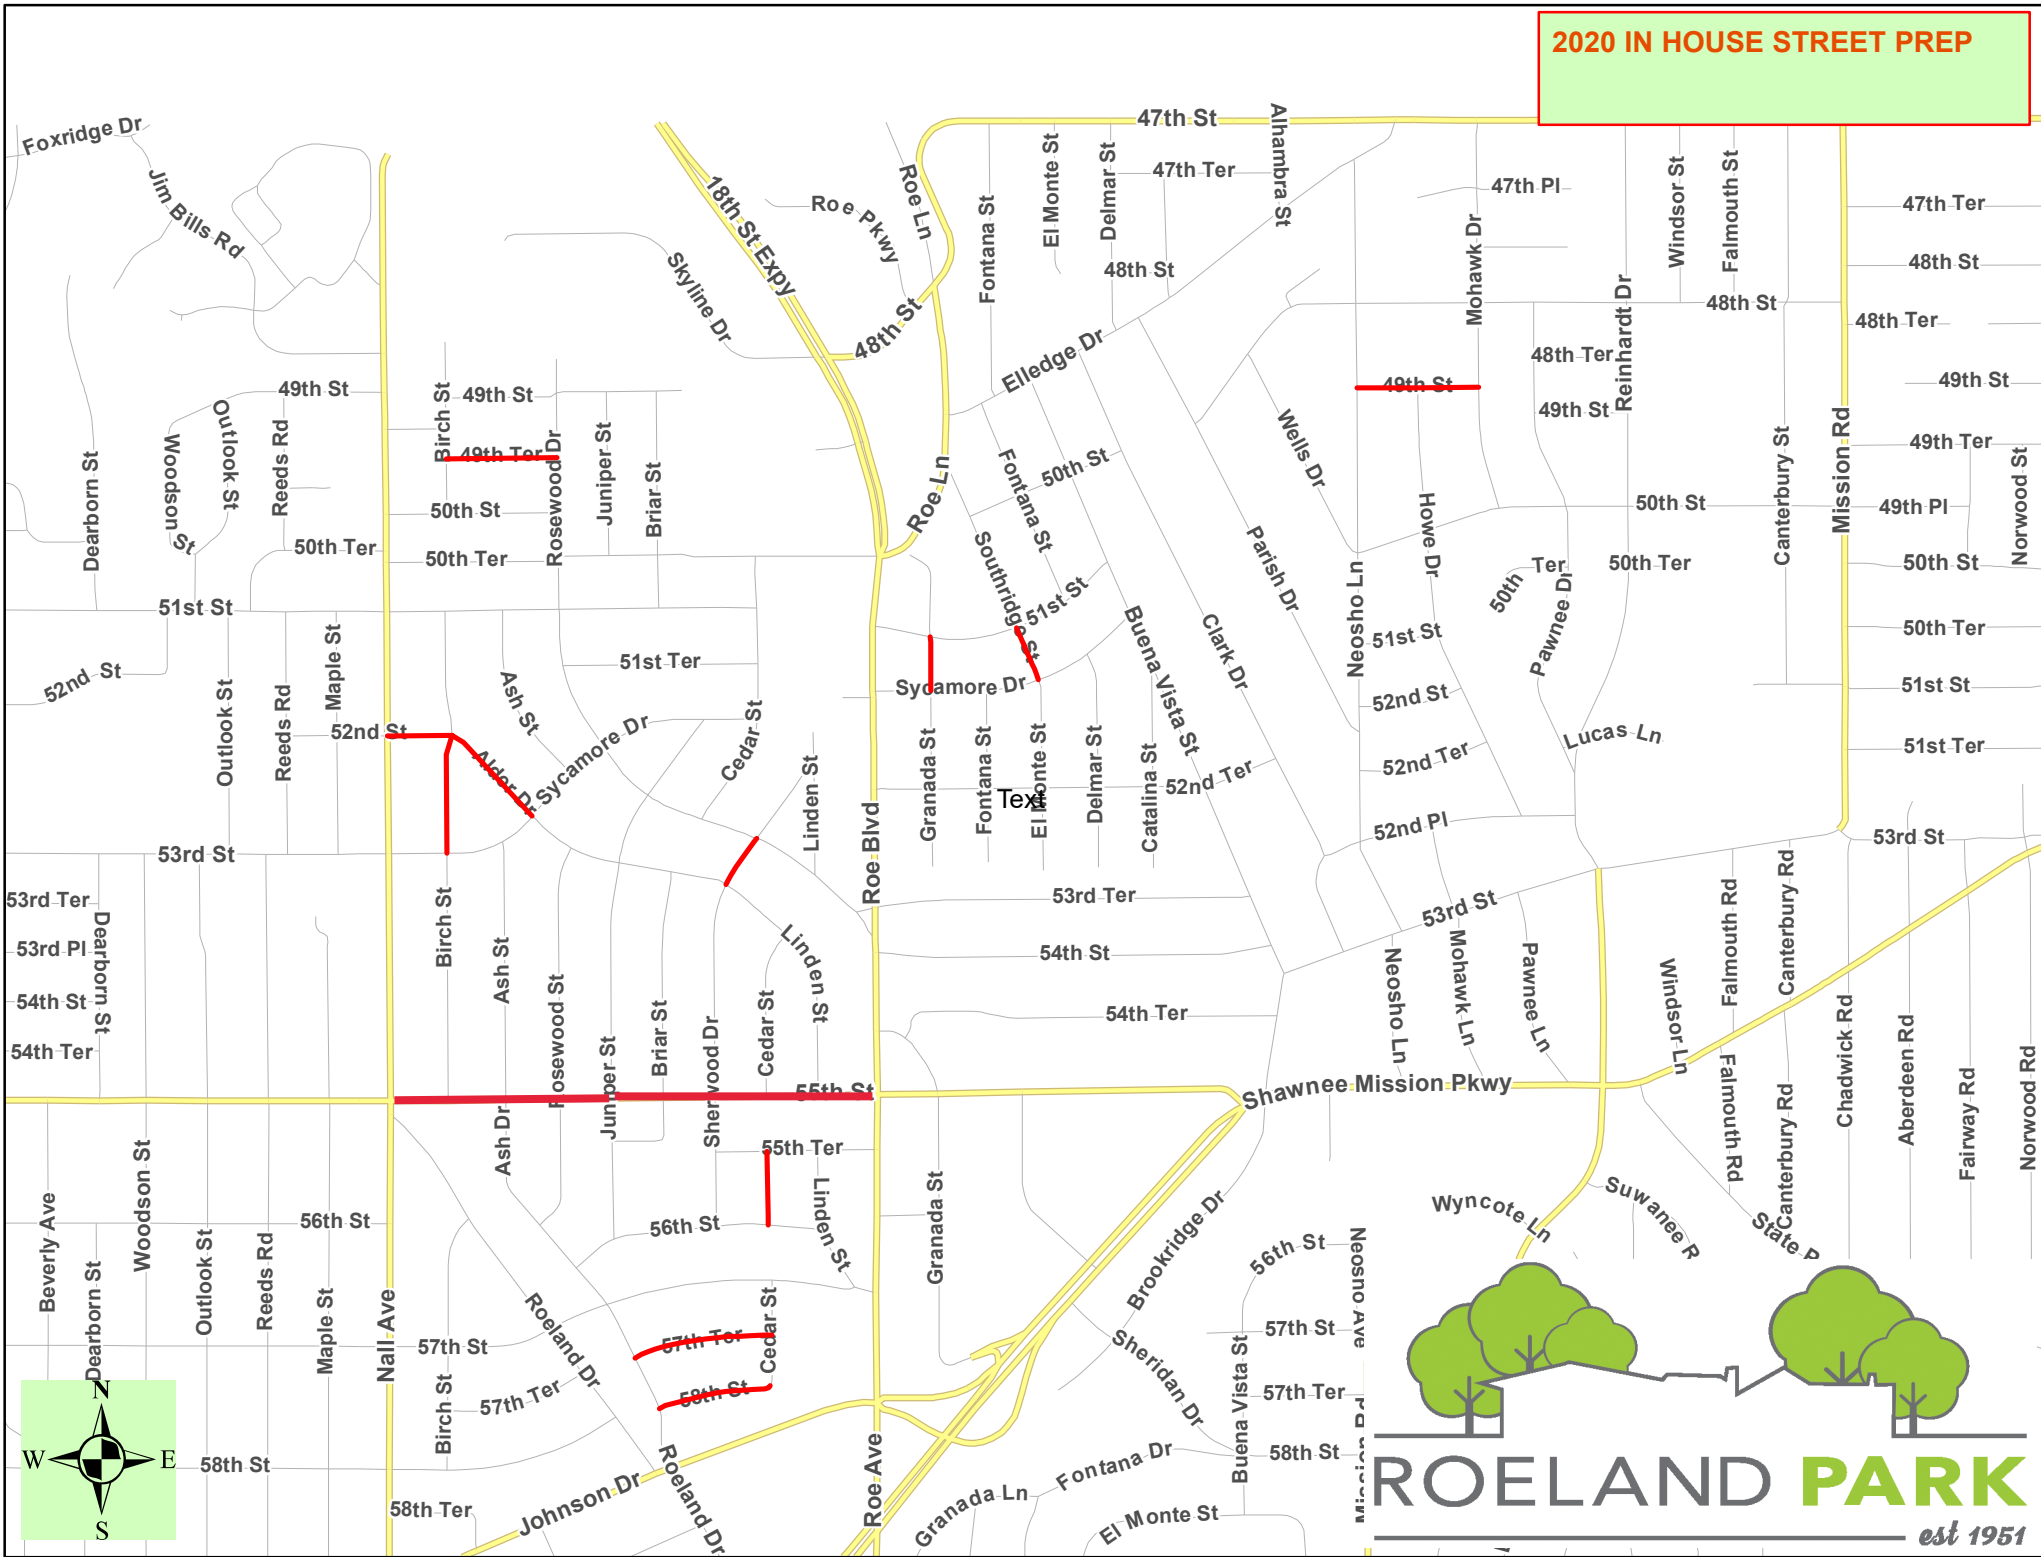 2020 IN HOUSE STREET PREP
47th St
Foxridge Dr
Jim Bills Rd
18th St Expy
Roe Pkwy
Roe Ln
Fontana St
El Monte St
Delmar St
47th Ter
Alhambra St
47th Pl
Mohawk Dr
Windsor St
Falmouth St
47th Ter
48th St
Skyline Dr
48th St
48th St
Reinhardt Dr
48th St
48th Ter
Elledge Dr
48th Ter
49th St
49th St
Birch St
49th St
49th St
49th St
Outlook St
Woodson St
Reeds Rd
Dearborn St
49th Ter
Rosewood Dr
Juniper St
Briar St
Roe Ln
Fontana St
50th St
Wells Dr
Canterbury St
Mission Rd
49th Ter
Norwood St
50th St
50th Ter
50th Ter
Southridge St
51st St
Parish Dr
Howe Dr
50th St
49th Pl
50th Ter
50th Ter
50th St
51st St
Maple St
52nd St
Outlook St
Reeds Rd
52nd St
Ash St
51st Ter
Cedar St
Sycamore Dr
Alder Dr
Linden St
Sycamore Dr
Buena Vista St
Clark Dr
Neosho Ln
51st St
52nd St
52nd Ter
Pawnee Dr
Lucas Ln
50th Ter
51st St
51st Ter
Granada St
Fontana St
Text
El Monte St
Delmar St
Catalina St
52nd Ter
52nd Pl
53rd St
53rd St
53rd Ter
53rd Pl
54th St
54th Ter
Dearborn St
Birch St
Ash St
Rosewood St
Juniper St
Briar St
Sherwood Dr
Cedar St
Linden St
Roe Blvd
53rd Ter
54th St
54th Ter
53rd St
Neosho Ln
Mohawk Ln
Pawnee Ln
Windsor Ln
Falmouth Rd
Canterbury Rd
Chadwick Rd
Aberdeen Rd
Fairway Rd
Norwood Rd
55th St
Shawnee Mission Pkwy
Falmouth Rd
Canterbury Rd
Ash Dr
55th Ter
Linden St
56th St
56th St
Beverly Ave
Dearborn St
Woodson St
Outlook St
Reeds Rd
Maple St
Nall Ave
Granada St
Brookridge Dr
Wyncote Ln
Suwanee R
State P
56th St
57th St
57th St
Birch St
57th Ter
Roeland Dr
57th Ter
58th St
Cedar St
Sheridan Dr
Buena Vista St
57th Ter
58th St
Neosho Ave
58th St
58th Ter
Johnson Dr
Roeland Dr
Roe Ave
Granada Ln
Fontana Dr
El Monte St
N
W
E
S
ROELAND PARK
est 1951